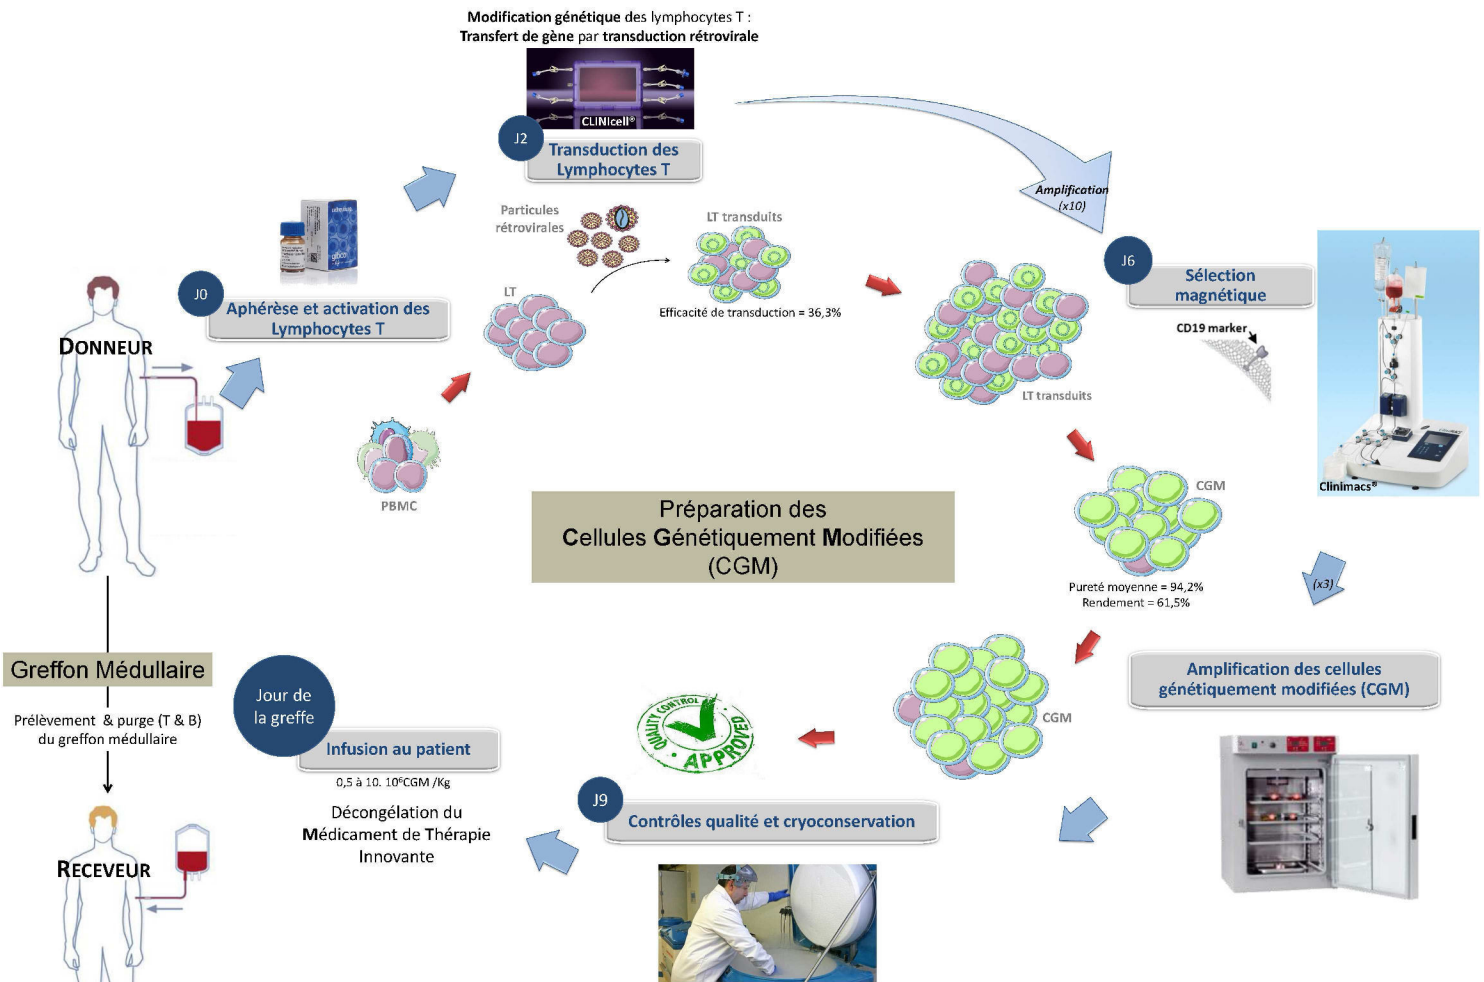 Modification génétique des lymphocytes T :
Transfert de gène par transduction rétrovirale
CLINIcell®
J2
Transduction des
Lymphocytes T
Amplification
(x10)
Particules
rétrovirales
LT transduits
LT
Efficacité de transduction = 36,3%
gibco
J0
Aphérèse et activation des
Lymphocytes T
DONNEUR
PBMC
LT transduits
J6
Sélection
magnétique
CD19 marker
Clinimacs®
CGM
Pureté moyenne = 94,2%
Rendement = 61,5%
(x3)
Préparation des
Cellules Génétiquement Modifiées
(CGM)
Greffon Médullaire
Prélèvement & purge (T & B)
du greffon médullaire
RECEVEUR
Jour de
la greffe
Infusion au patient
0,5 à 10. 10⁶CGM /Kg
Décongélation du
Médicament de Thérapie
Innovante
QUALITY CONTROL
APPROVED
CGM
Amplification des cellules
génétiquement modifiées (CGM)
J9
Contrôles qualité et cryoconservation